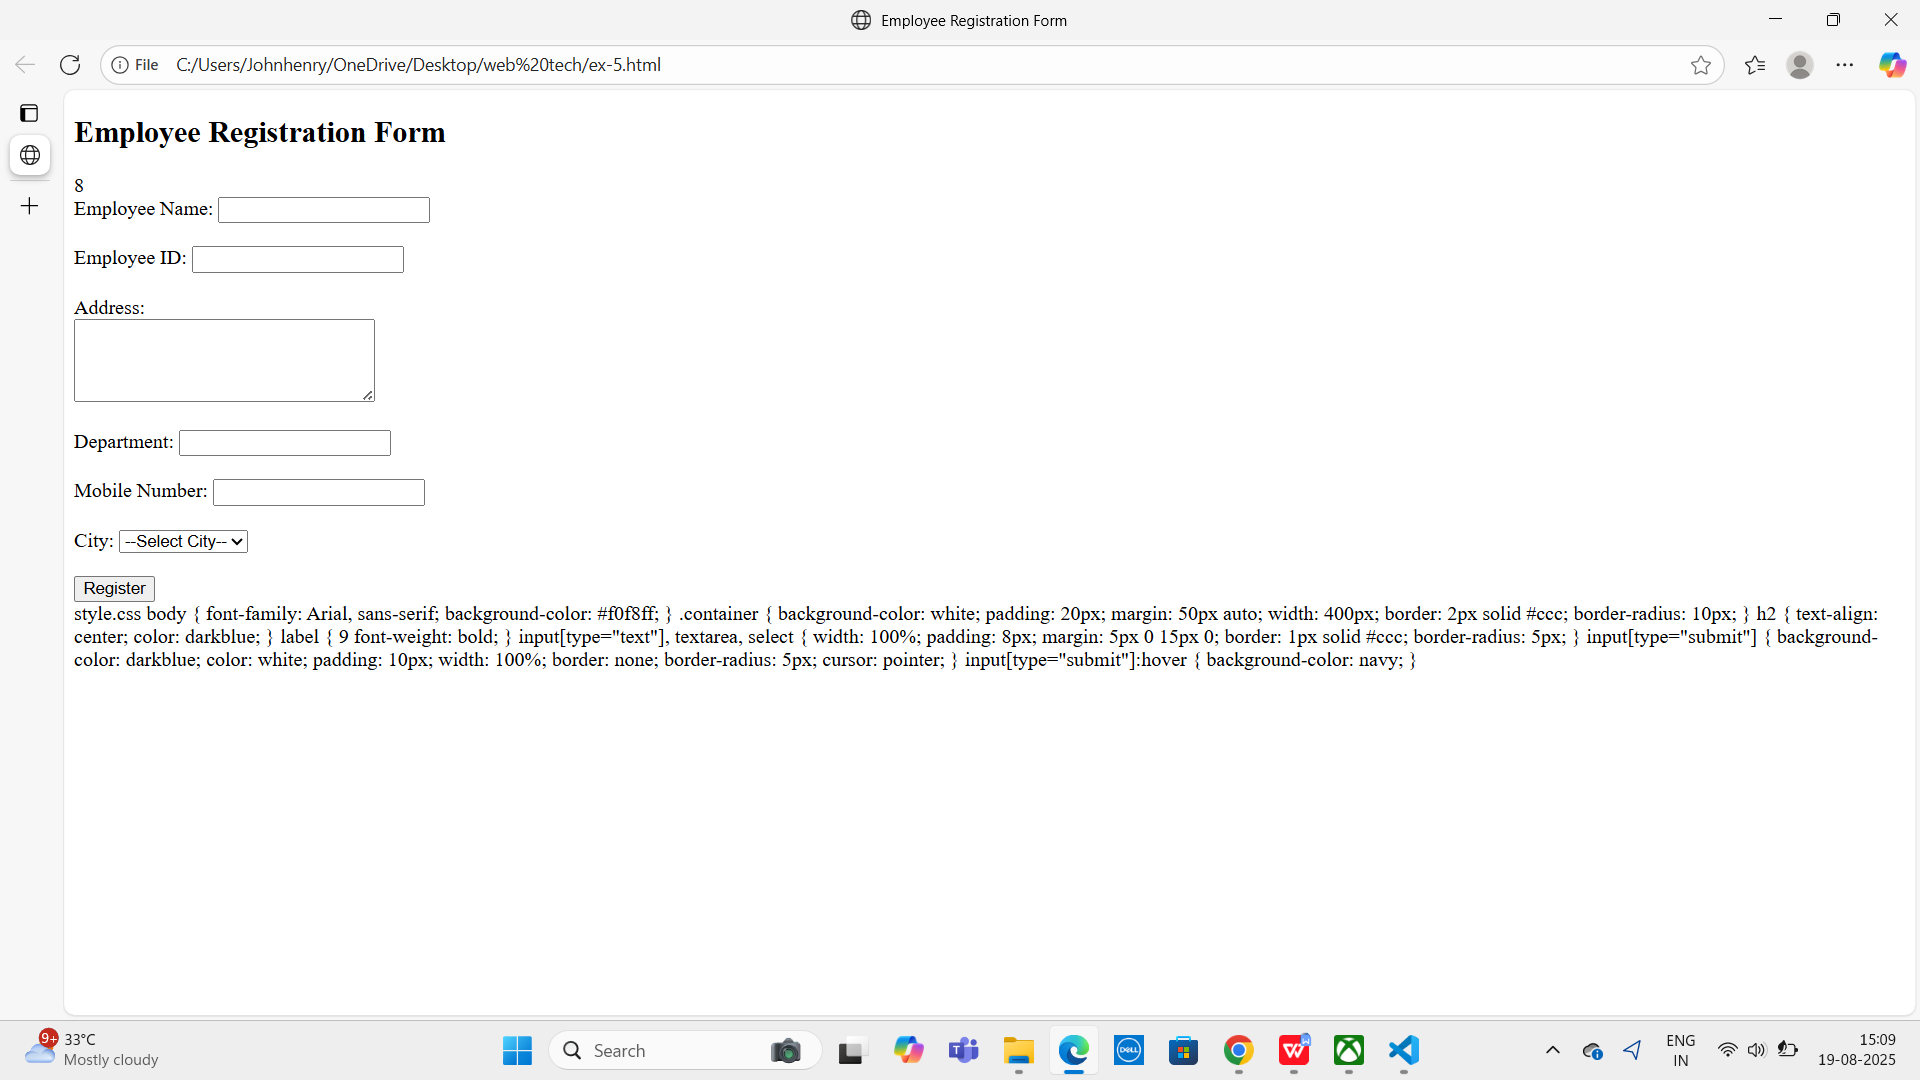 Employee Registration Form
File C:/Users/Johnhenry/OneDrive/Desktop/web%20tech/ex-5.html
Employee Registration Form
8
Employee Name:
Employee ID:
Address:
Department:
Mobile Number:
City: --Select City--
Register
style.css body { font-family: Arial, sans-serif; background-color: #f0f8ff; } .container { background-color: white; padding: 20px; margin: 50px auto; width: 400px; border: 2px solid #ccc; border-radius: 10px; } h2 { text-align:
center; color: darkblue; } label { 9 font-weight: bold; } input[type="text"], textarea, select { width: 100%; padding: 8px; margin: 5px 0 15px 0; border: 1px solid #ccc; border-radius: 5px; } input[type="submit"] { background-
color: darkblue; color: white; padding: 10px; width: 100%; border: none; border-radius: 5px; cursor: pointer; } input[type="submit"]:hover { background-color: navy; }
9+
33°C
Mostly cloudy
Search
DELL
ENG
IN
15:09
19-08-2025